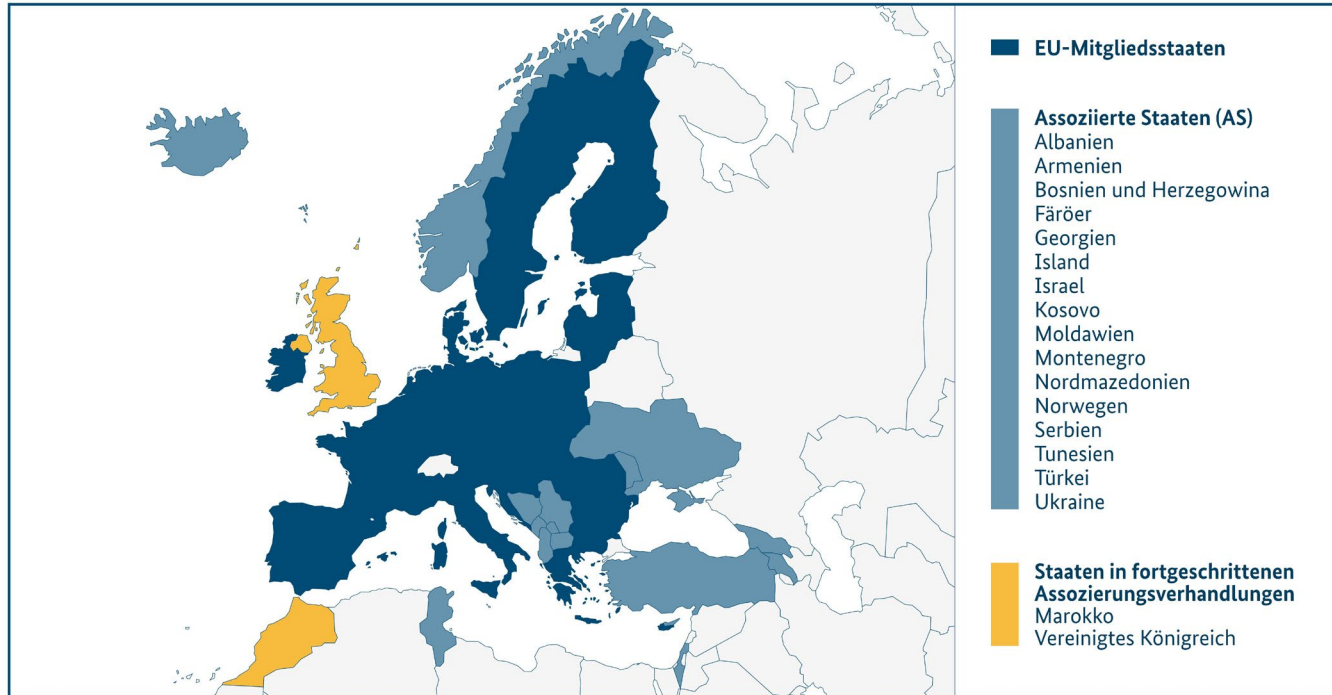 EU-Mitgliedsstaaten
Assoziierte Staaten (AS)
Albanien
Armenien
Bosnien und Herzegowina
Färöer
Georgien
Island
Israel
Kosovo
Moldawien
Montenegro
Nordmazedonien
Norwegen
Serbien
Tunesien
Türkei
Ukraine
Staaten in fortgeschrittenen
Assozierungsverhandlungen
Marokko
Vereinigtes Königreich